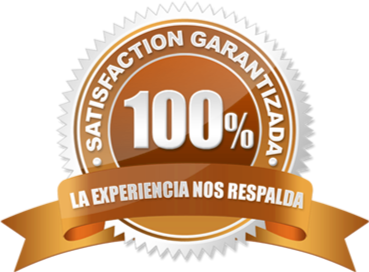 • SATISFACTION GARANTIZADA •
100%
LA EXPERIENCIA NOS RESPALDA